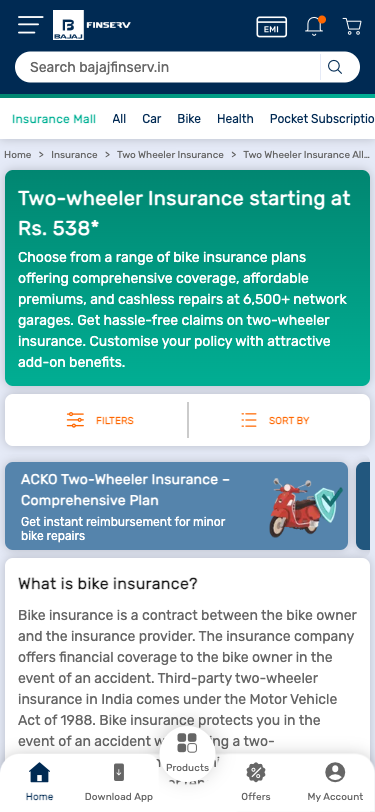 B
BAJAJ
FINSERV
EMI
Search bajajfinserv.in
Insurance Mall All Car Bike Health Pocket Subscriptio
Home > Insurance > Two Wheeler Insurance > Two Wheeler Insurance All...
Two-wheeler Insurance starting at
Rs. 538*
Choose from a range of bike insurance plans
offering comprehensive coverage, affordable
premiums, and cashless repairs at 6,500+ network
garages. Get hassle-free claims on two-wheeler
insurance. Customise your policy with attractive
add-on benefits.
FILTERS
SORT BY
ACKO Two-Wheeler Insurance –
Comprehensive Plan
Get instant reimbursement for minor
bike repairs
What is bike insurance?
Bike insurance is a contract between the bike owner
and the insurance provider. The insurance company
offers financial coverage to the bike owner in the
event of an accident. Third-party two-wheeler
insurance in India comes under the Motor Vehicle
Act of 1988. Bike insurance protects you in the
event of an accident w ing a two-
Home
Download App
Products
Offers
My Account